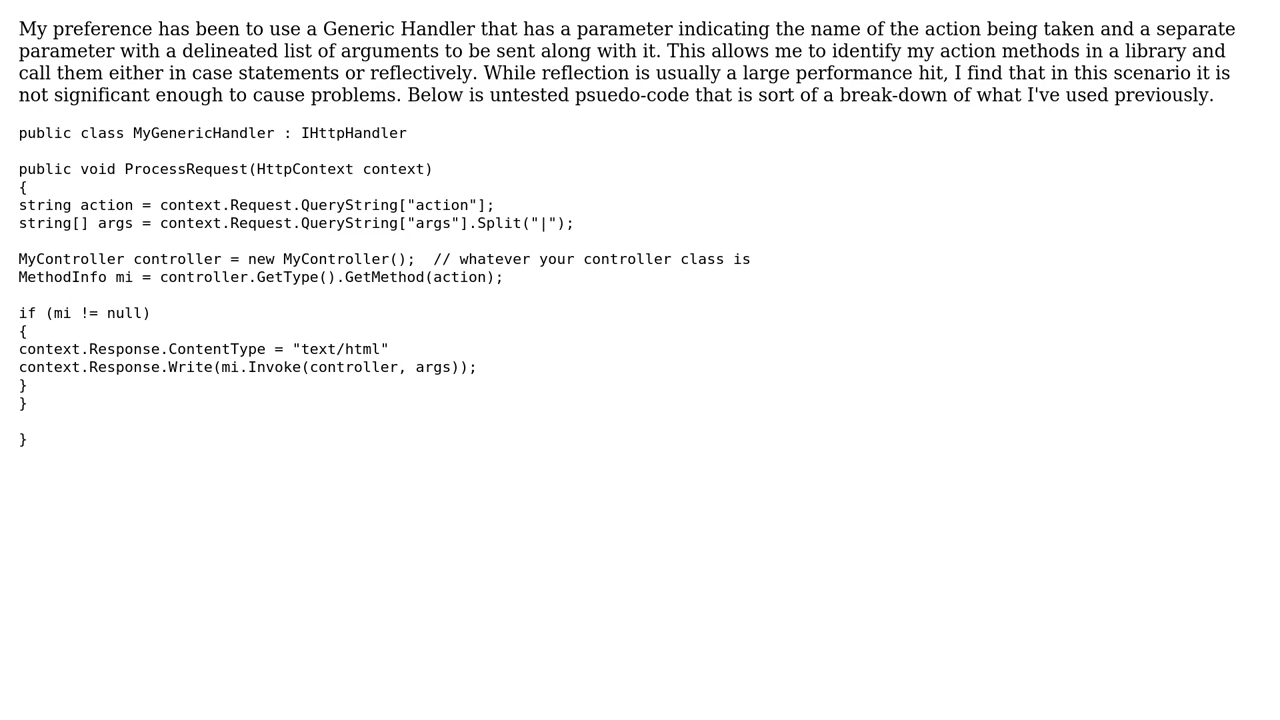 My preference has been to use a Generic Handler that has a parameter indicating the name of the action being taken and a separate
parameter with a delineated list of arguments to be sent along with it. This allows me to identify my action methods in a library and
call them either in case statements or reflectively. While reflection is usually a large performance hit, I find that in this scenario it is
not significant enough to cause problems. Below is untested psuedo-code that is sort of a break-down of what I've used previously.
public class MyGenericHandler : IHttpHandler
public void ProcessRequest(HttpContext context)
{
string action = context.Request.QueryString["action"];
string[] args = context.Request.QueryString["args"].Split("|");
MyController controller = new MyController();  // whatever your controller class is
MethodInfo mi = controller.GetType().GetMethod(action);
if (mi != null)
{
context.Response.ContentType = "text/html"
context.Response.Write(mi.Invoke(controller, args));
}
}
}